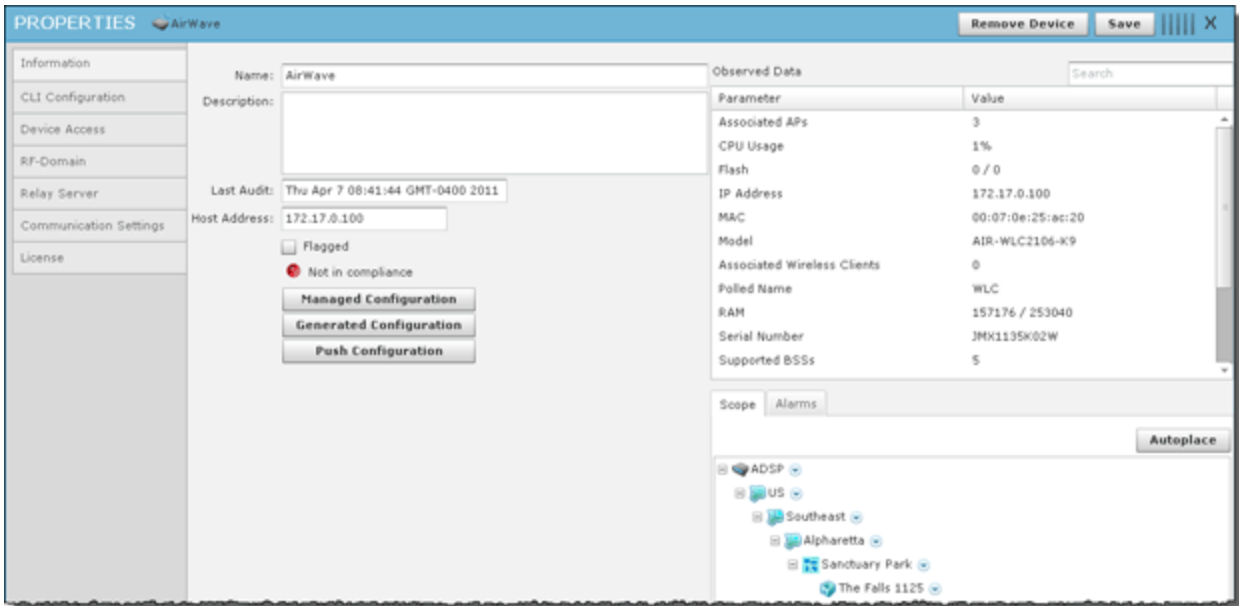 PROPERTIES AirWave Remove Device Save X
Information
CLI Configuration
Device Access
RF-Domain
Relay Server
Communication Settings
License
Name: AirWave
Description:
Last Audit: Thu Apr 7 08:41:44 GMT-0400 2011
Host Address: 172.17.0.100
Flagged
Not in compliance
Managed Configuration
Generated Configuration
Push Configuration
Observed Data Search
Parameter Value
Associated APs 3
CPU Usage 1%
Flash 0 / 0
IP Address 172.17.0.100
MAC 00:07:0e:25:ac:20
Model AIR-WLC2106-K9
Associated Wireless Clients 0
Polled Name WLC
RAM 157176 / 253040
Serial Number JMX1135K02W
Supported BSSs 5
Scope Alarms
Autoplace
ADSP
US
Southeast
Alpharetta
Sanctuary Park
The Falls 1125